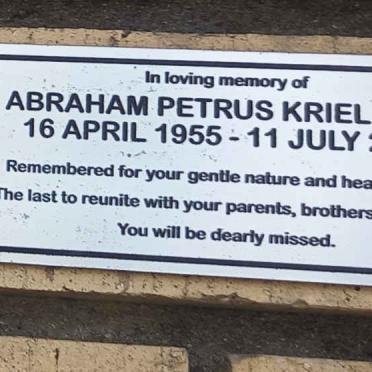 In loving memory of
ABRAHAM PETRUS KRIEL
16 APRIL 1955 - 11 JULY
Remembered for your gentle nature and
The last to reunite with your parents, brothers
You will be dearly missed.